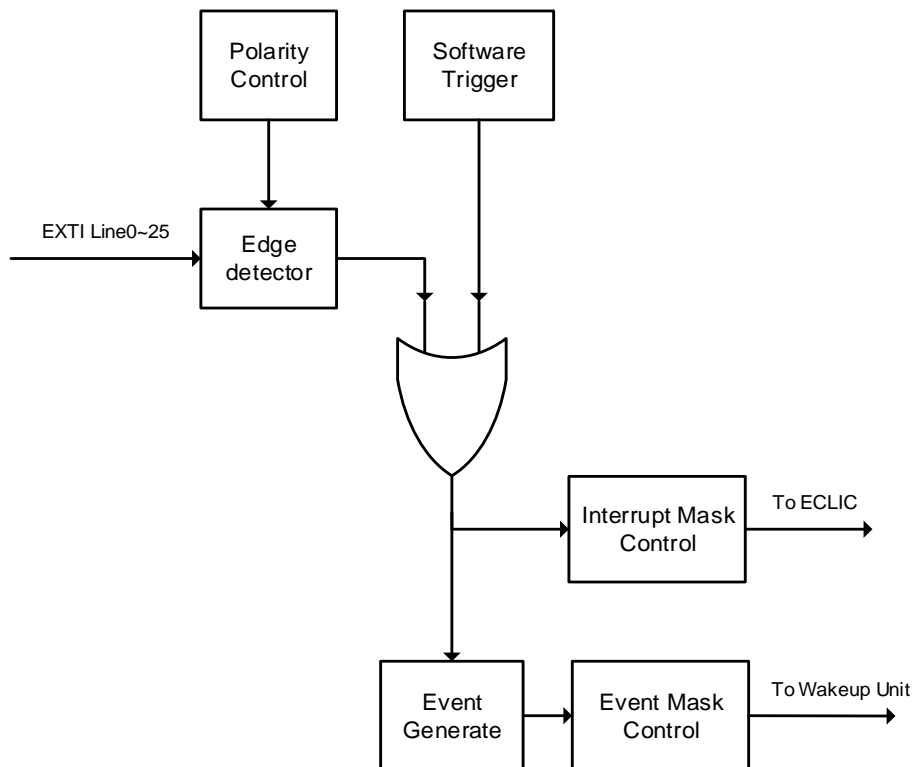 Polarity
Control
Software
Trigger
EXTI Line0~25
Edge
detector
Interrupt Mask
Control
To ECLIC
Event
Generate
Event Mask
Control
To Wakeup Unit